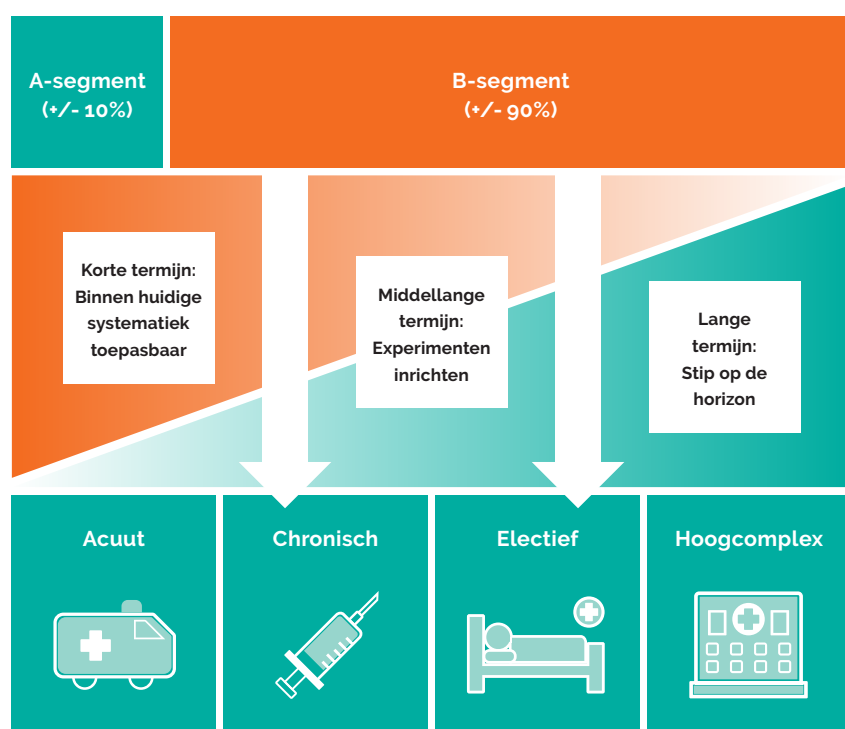 A-segment
(+/- 10%)
B-segment
(+/- 90%)
Korte termijn:
Binnen huidige
systematiek
toepasbaar
Middellange
termijn:
Experimenten
inrichten
Lange
termijn:
Stip op de
horizon
Acuut
Chronisch
Electief
Hoogcomplex